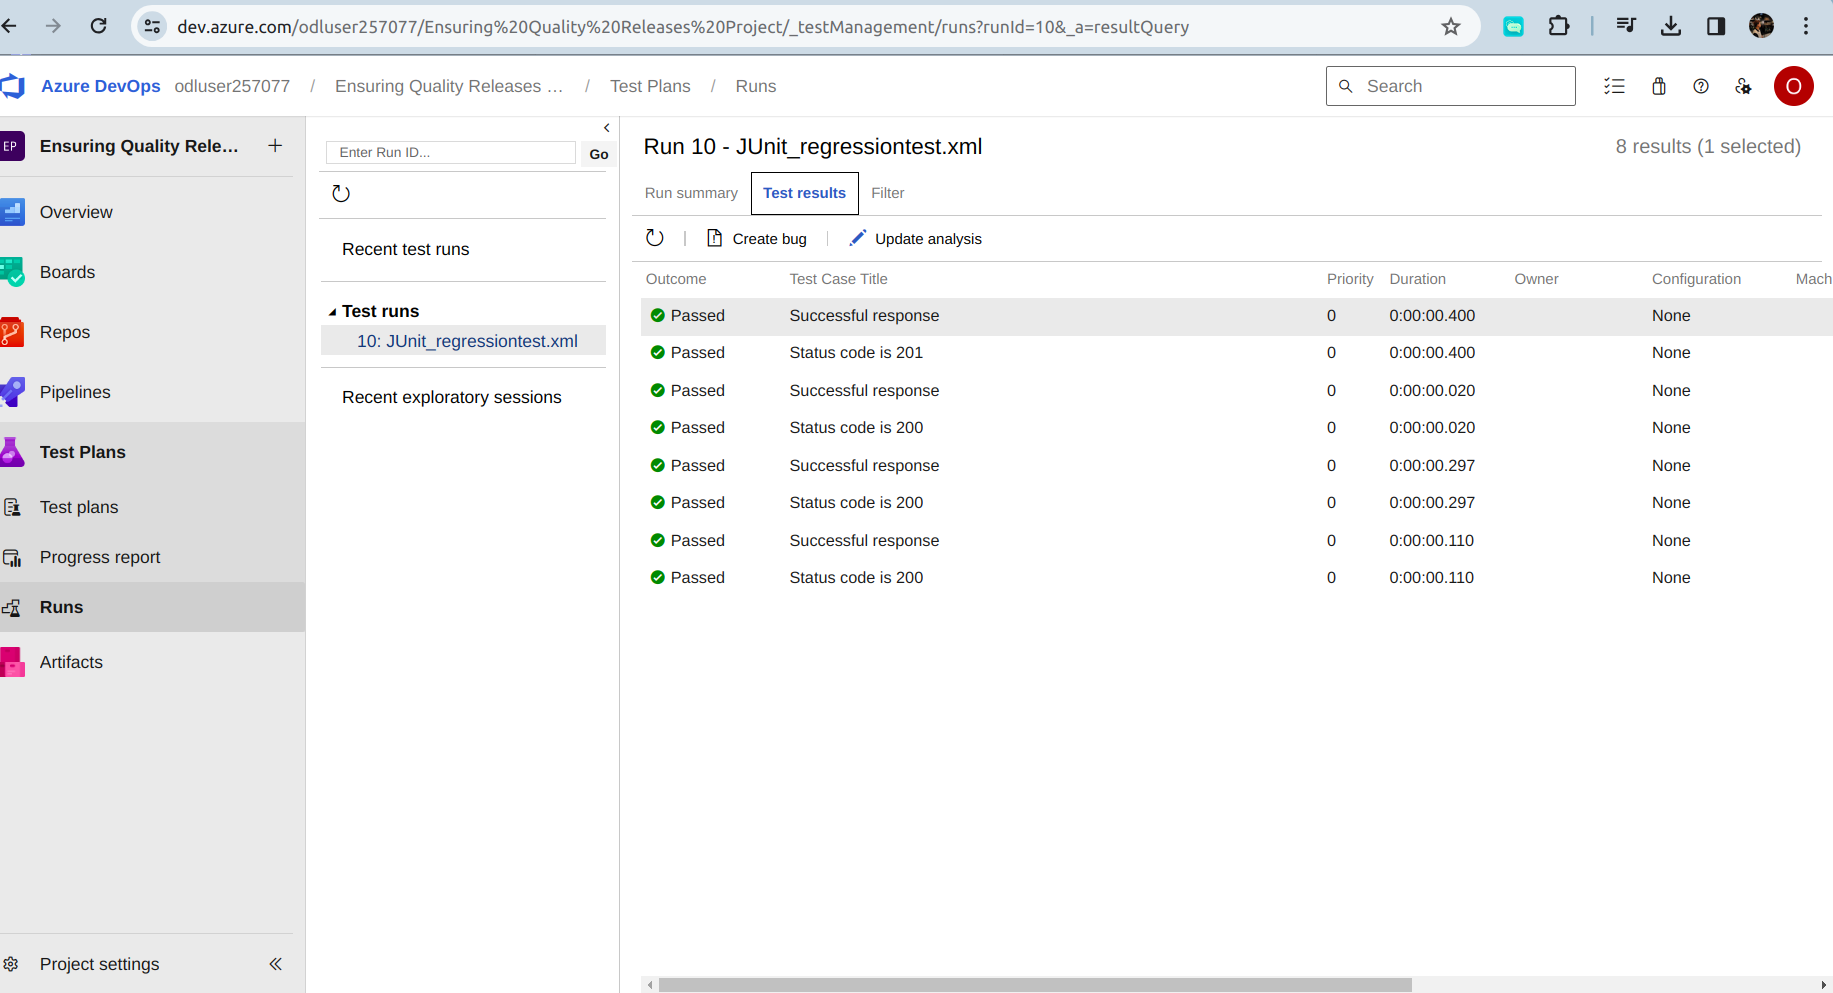 dev.azure.com/odluser257077/Ensuring%20Quality%20Releases%20Project/_testManagement/runs?runId=10&_a=resultQuery
Azure DevOps odluser257077 / Ensuring Quality Releases ... / Test Plans / Runs
Search
O
EP Ensuring Quality Rele... +
Overview
Boards
Repos
Pipelines
Test Plans
Test plans
Progress report
Runs
Artifacts
Project settings
Enter Run ID...
Go
Recent test runs
Test runs
10: JUnit_regressiontest.xml
Recent exploratory sessions
Run 10 - JUnit_regressiontest.xml
8 results (1 selected)
Run summary Test results Filter
Create bug Update analysis
Outcome Test Case Title Priority Duration Owner Configuration Mach
Passed Successful response 0 0:00:00.400 None
Passed Status code is 201 0 0:00:00.400 None
Passed Successful response 0 0:00:00.020 None
Passed Status code is 200 0 0:00:00.020 None
Passed Successful response 0 0:00:00.297 None
Passed Status code is 200 0 0:00:00.297 None
Passed Successful response 0 0:00:00.110 None
Passed Status code is 200 0 0:00:00.110 None